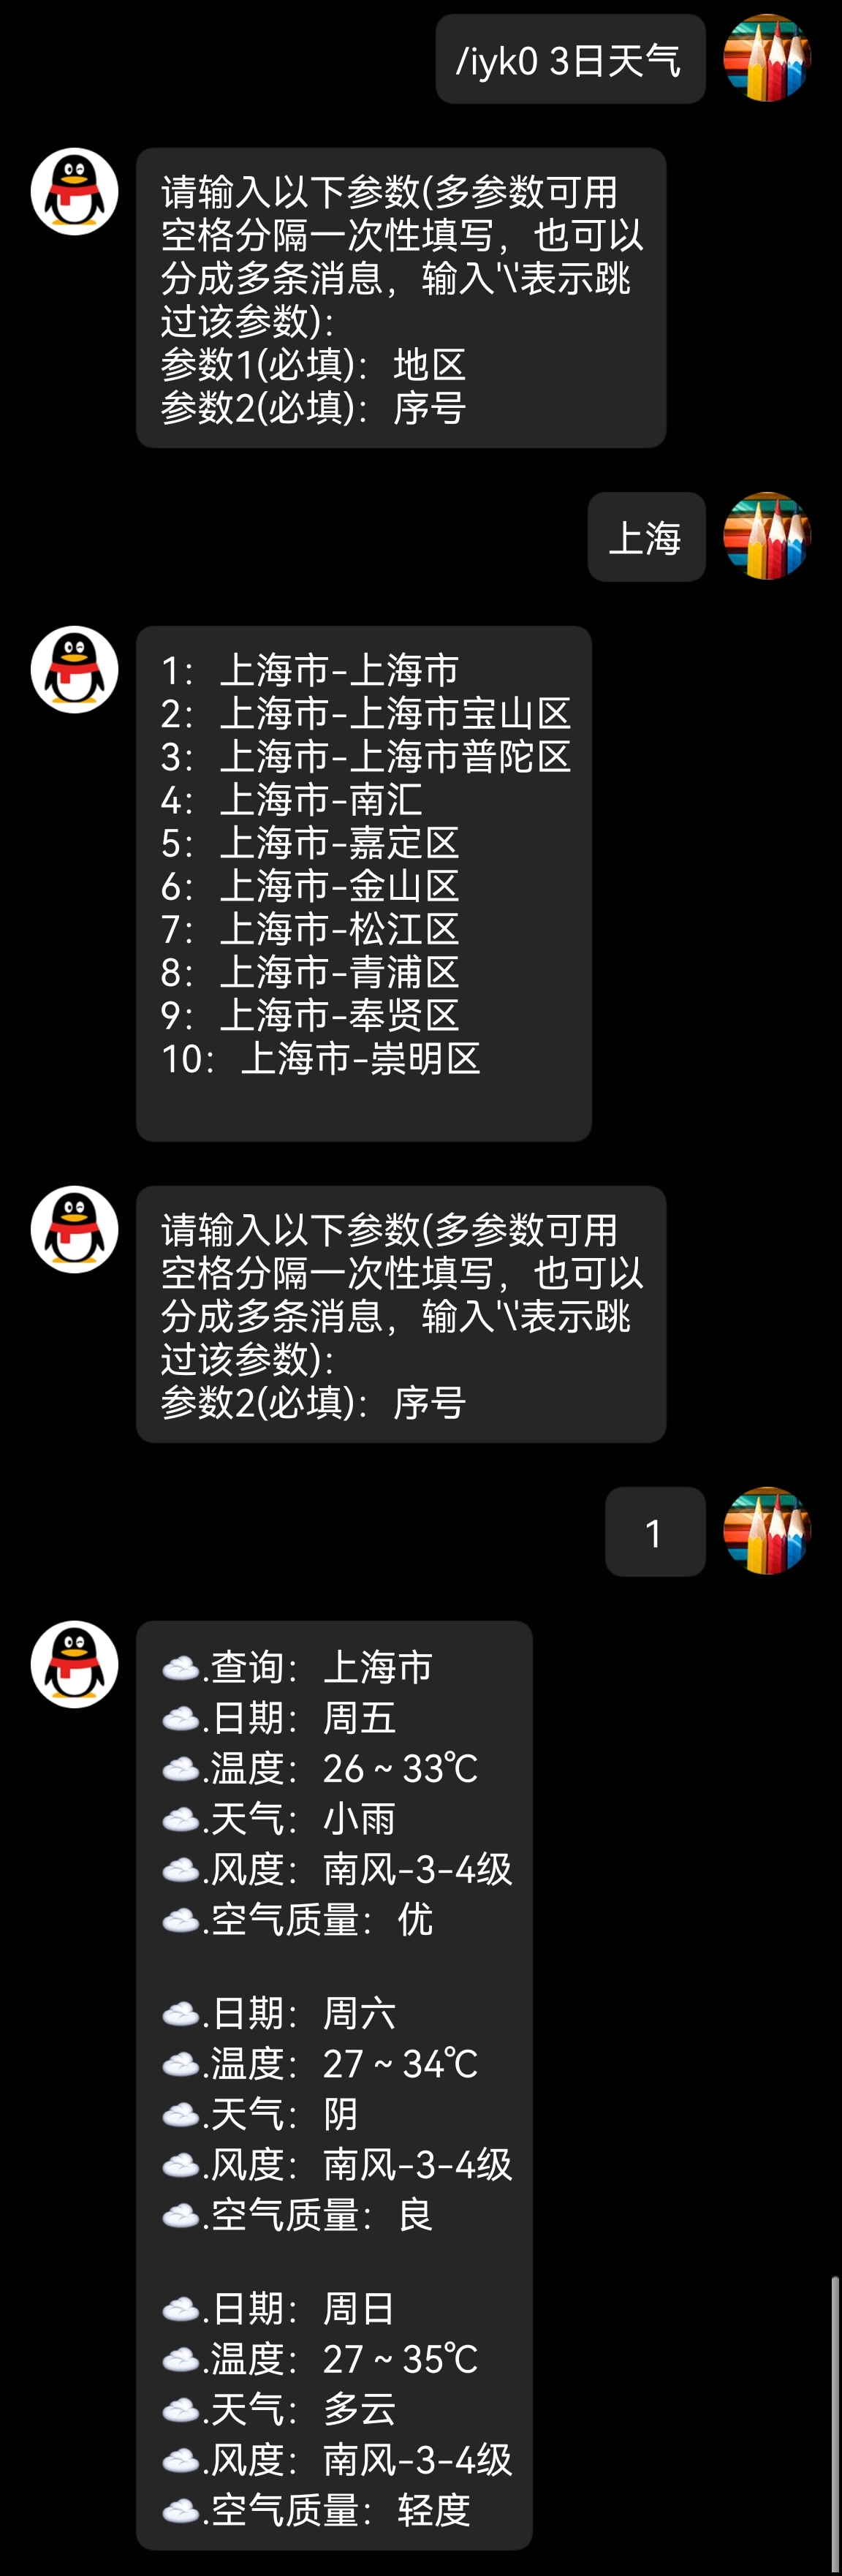 /iyk0 3日天气
请输入以下参数(多参数可用
空格分隔一次性填写，也可以
分成多条消息，输入'\'表示跳
过该参数)：
参数1(必填)：地区
参数2(必填)：序号
上海
1：上海市-上海市
2：上海市-上海市宝山区
3：上海市-上海市普陀区
4：上海市-南汇
5：上海市-嘉定区
6：上海市-金山区
7：上海市-松江区
8：上海市-青浦区
9：上海市-奉贤区
10：上海市-崇明区
请输入以下参数(多参数可用
空格分隔一次性填写，也可以
分成多条消息，输入'\'表示跳
过该参数)：
参数2(必填)：序号
1
☁️.查询：上海市
☁️.日期：周五
☁️.温度：26 ~ 33℃
☁️.天气：小雨
☁️.风度：南风-3-4级
☁️.空气质量：优
☁️.日期：周六
☁️.温度：27 ~ 34℃
☁️.天气：阴
☁️.风度：南风-3-4级
☁️.空气质量：良
☁️.日期：周日
☁️.温度：27 ~ 35℃
☁️.天气：多云
☁️.风度：南风-3-4级
☁️.空气质量：轻度